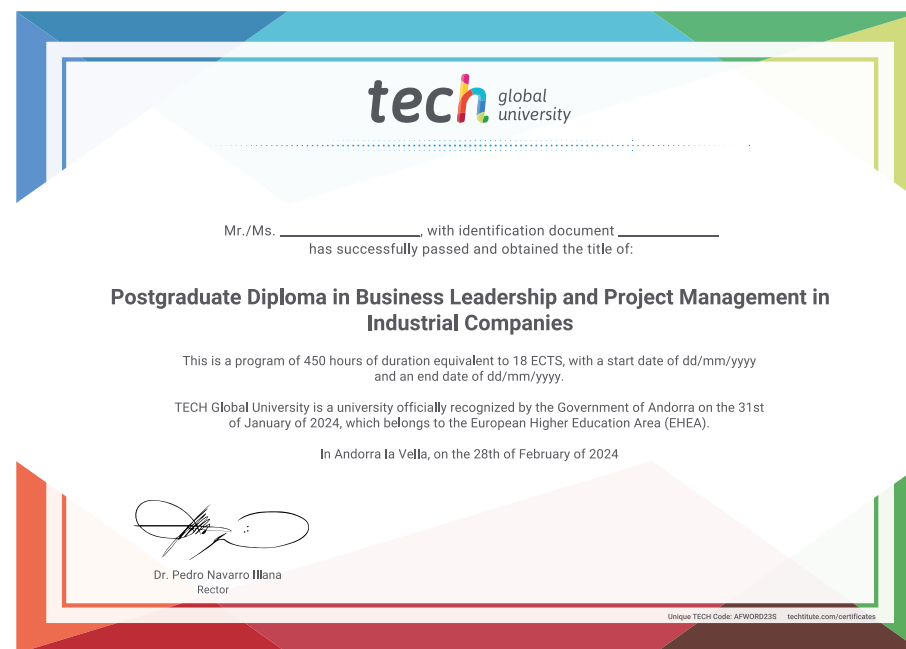 tech global
university
Mr./Ms. ____________________, with identification document ______________
has successfully passed and obtained the title of:
Postgraduate Diploma in Business Leadership and Project Management in
Industrial Companies
This is a program of 450 hours of duration equivalent to 18 ECTS, with a start date of dd/mm/yyyy
and an end date of dd/mm/yyyy.
TECH Global University is a university officially recognized by the Government of Andorra on the 31st
of January of 2024, which belongs to the European Higher Education Area (EHEA).
In Andorra la Vella, on the 28th of February of 2024
Dr. Pedro Navarro Illana
Rector
Unique TECH Code: AFWORD23S techtitute.com/certificates